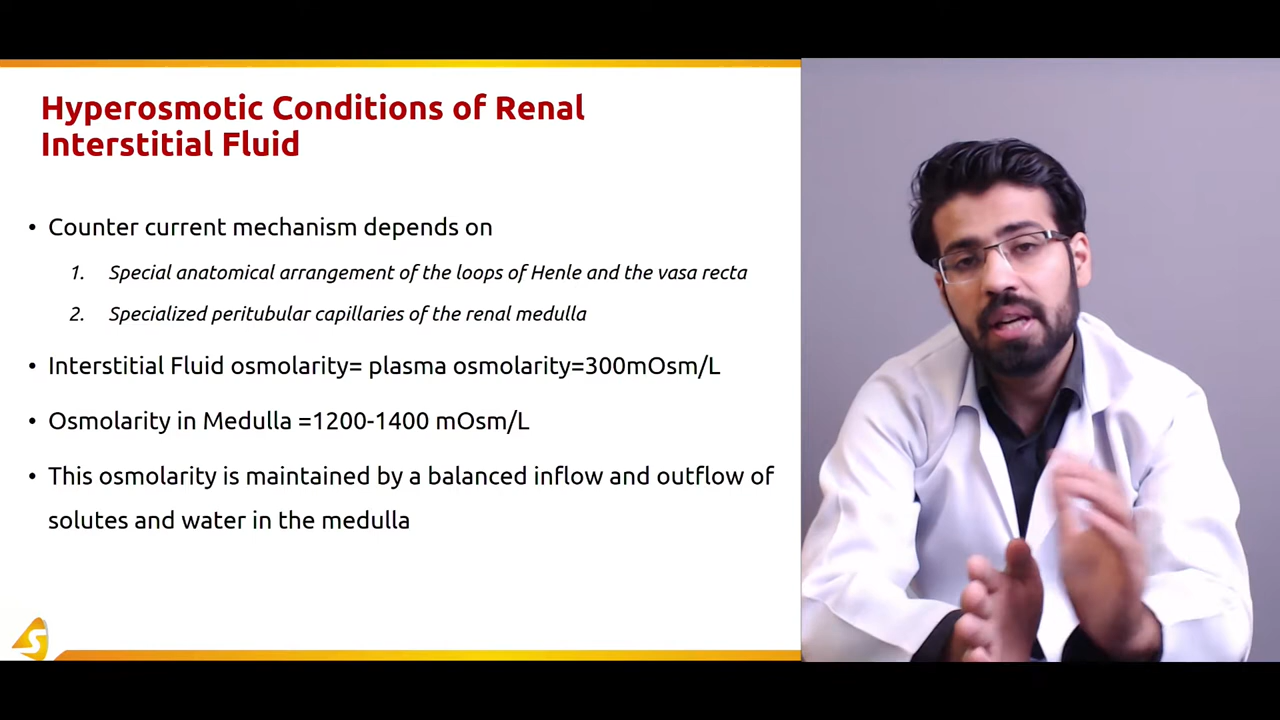 Hyperosmotic Conditions of Renal
Interstitial Fluid
• Counter current mechanism depends on
1. Special anatomical arrangement of the loops of Henle and the vasa recta
2. Specialized peritubular capillaries of the renal medulla
• Interstitial Fluid osmolarity= plasma osmolarity=300mOsm/L
• Osmolarity in Medulla =1200-1400 mOsm/L
• This osmolarity is maintained by a balanced inflow and outflow of
solutes and water in the medulla
S